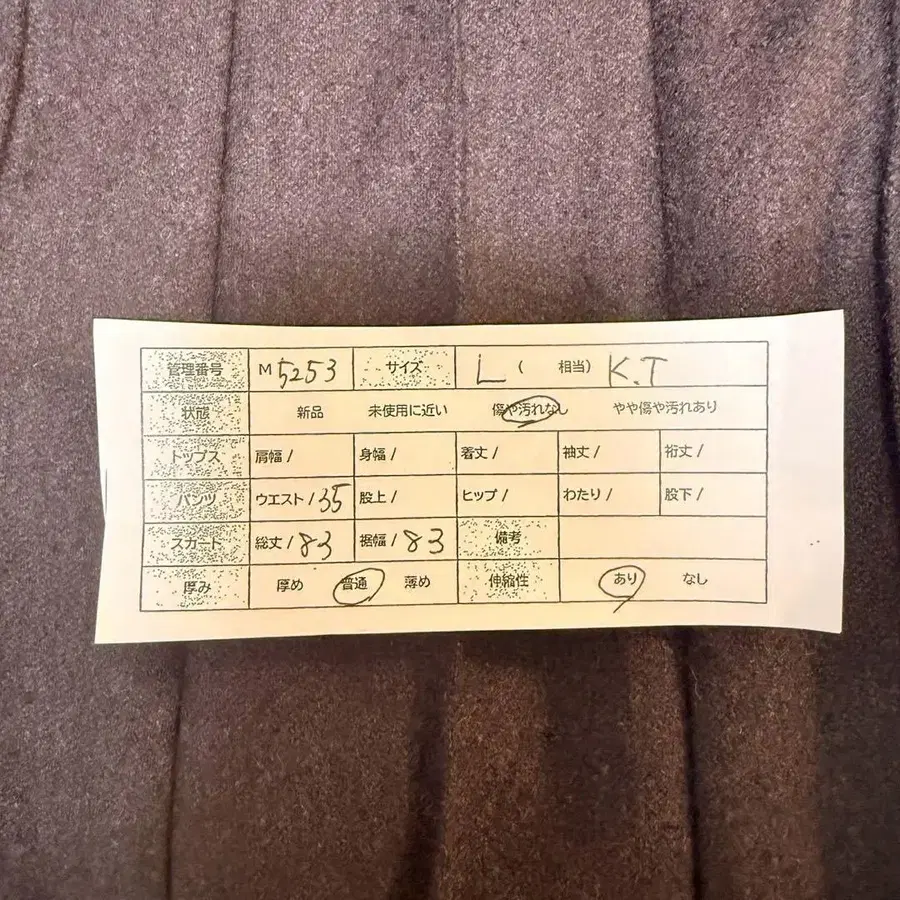 管理番号 M5253 サイズ L ( 相当) K.T
状態 新品 未使用に近い 傷や汚れなし やや傷や汚れあり
トップス 肩幅 / 身幅 / 着丈 / 袖丈 / 裄丈 /
パンツ ウエスト / 35 股上 / ヒップ / わたり / 股下 /
スカート 総丈 / 83 裾幅 / 83 備考
厚み 厚め 普通 薄め 伸縮性 あり なし